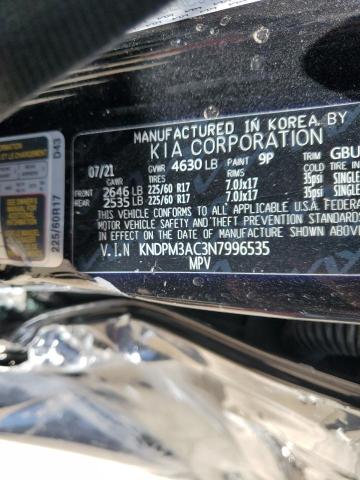 MANUFACTURED IN KOREA BY
KIA CORPORATION
07/21 GVWR 4630 LB PAINT 9P TRIM GBU
GAWR TIRES RIMS
FRONT 2646 LB 225/60 R17 7.0Jx17 35psi SINGLE
REAR 2535 LB 225/60 R17 7.0Jx17 35psi SINGLE
THIS VEHICLE CONFORMS TO ALL APPLICABLE FEDERAL
MOTOR VEHICLE SAFETY AND THEFT PREVENTION STANDARDS
IN EFFECT ON THE DATE OF MANUFACTURE SHOWN ABOVE
V.I.N KNDPM3AC3N7996535
MPV
225/60R17 D43